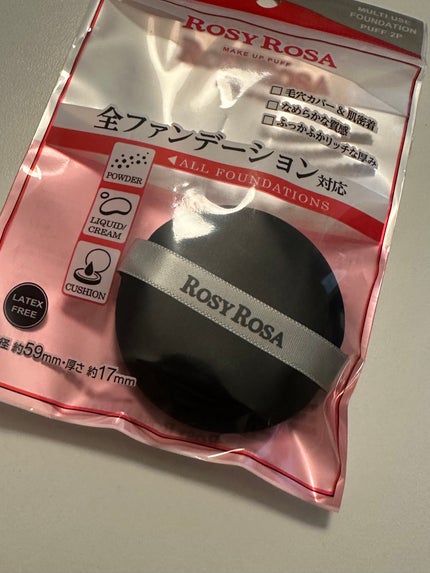 MULTI USE
FOUNDATION
PUFF 2P
ROSY ROSA
MAKE UP PUFF
毛穴カバー＆肌密着
なめらかな質感
ふっかふかリッチな厚み
全ファンデーション対応
ALL FOUNDATIONS
POWDER
LIQUID/
CREAM
CUSHION
ROSY ROSA
LATEX
FREE
径 約59mm・厚さ 約17mm